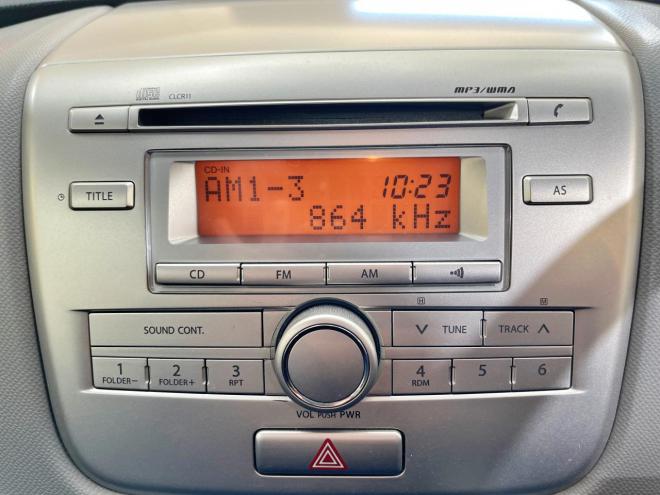 CLCR11
MP3/WMA
CD-IN
AM1-3 10:23
864 kHz
TITLE
AS
CD FM AM
SOUND CONT.
H
TUNE
M
TRACK
1 FOLDER−
2 FOLDER+
3 RPT
4 RDM
5
6
VOL PUSH PWR